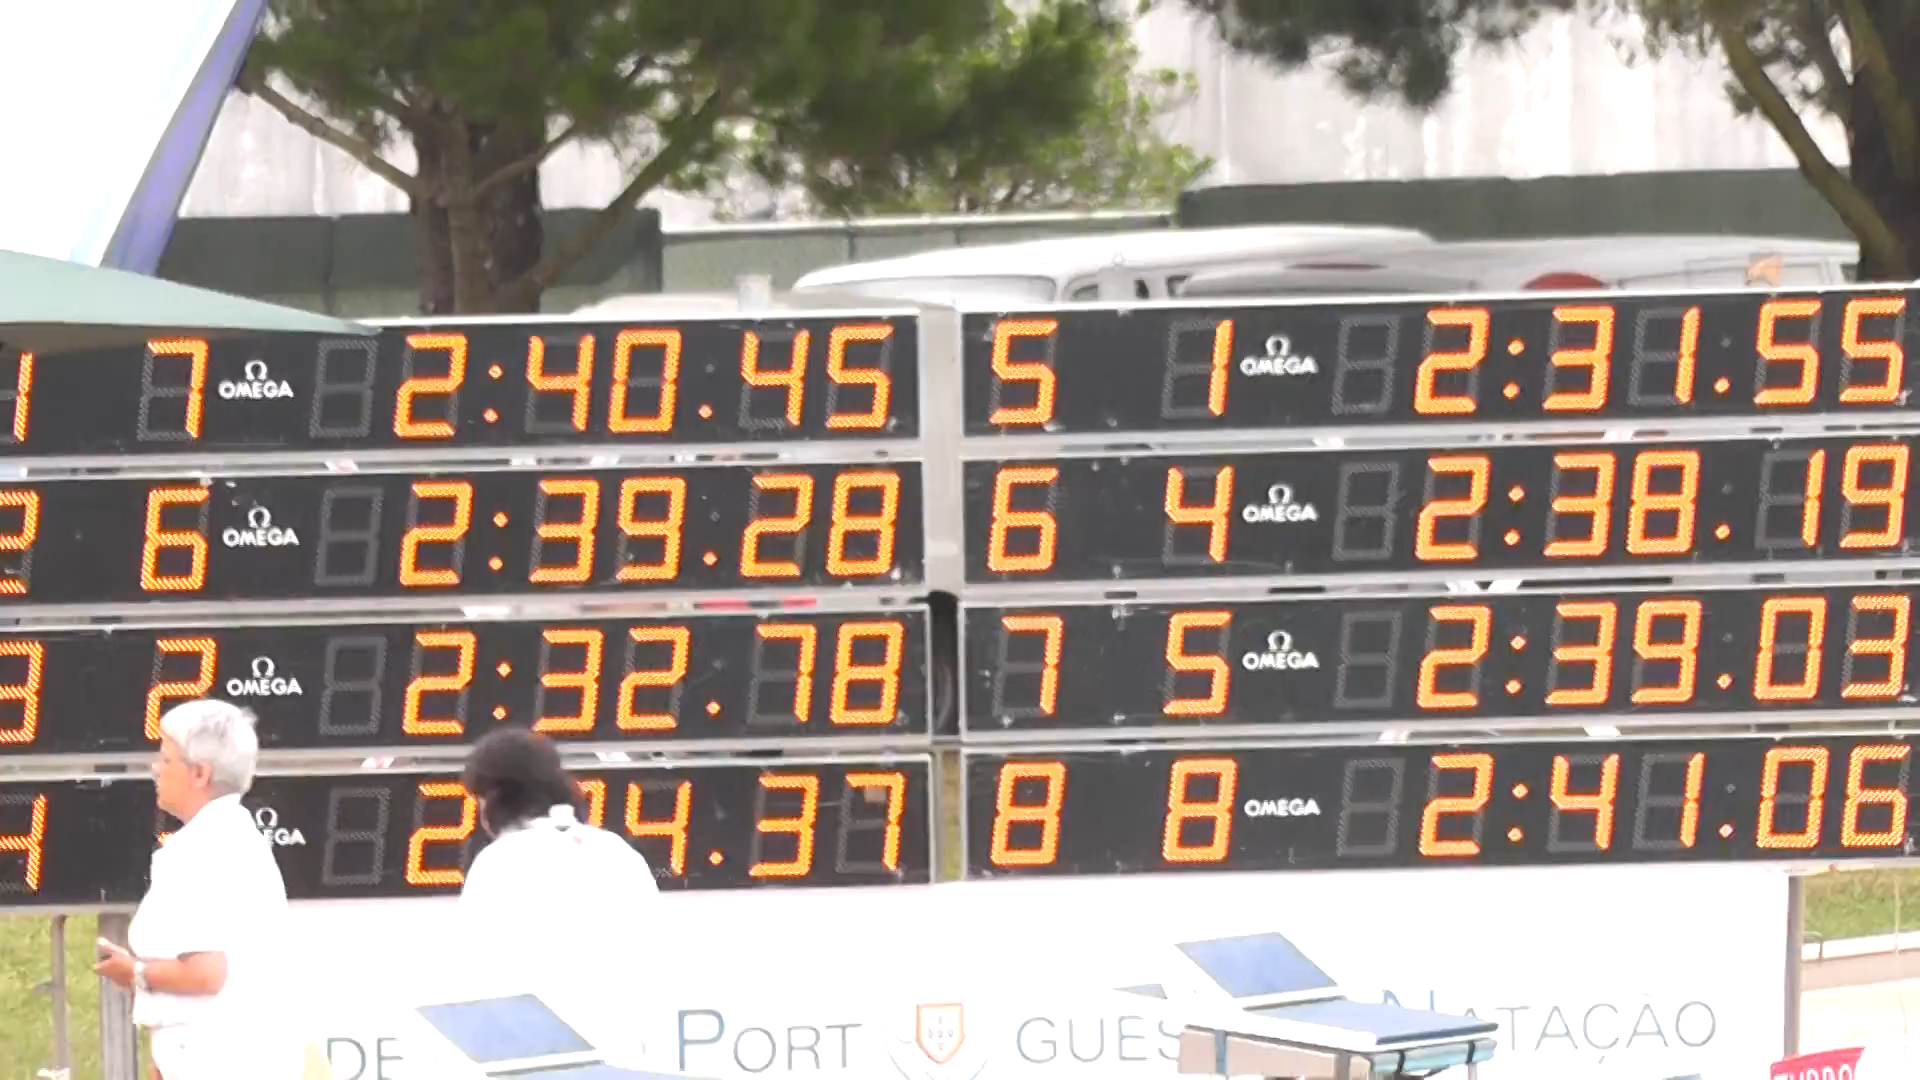 1 7 Ω OMEGA 2:40.45
2 6 Ω OMEGA 2:39.28
3 2 Ω OMEGA 2:32.78
4 Ω EGA 2: 4.37
5 1 Ω OMEGA 2:31.55
6 4 Ω OMEGA 2:38.19
7 5 Ω OMEGA 2:39.03
8 8 OMEGA 2:41.06
DE PORT GUES NATAÇÃO